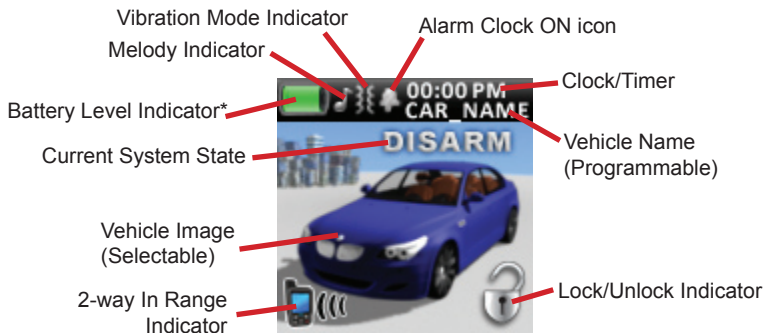 Vibration Mode Indicator
Alarm Clock ON icon
Melody Indicator
Clock/Timer
00:00 PM
CAR_NAME
Battery Level Indicator*
DISARM
Vehicle Name
(Programmable)
Current System State
Vehicle Image
(Selectable)
2-way In Range
Indicator
Lock/Unlock Indicator